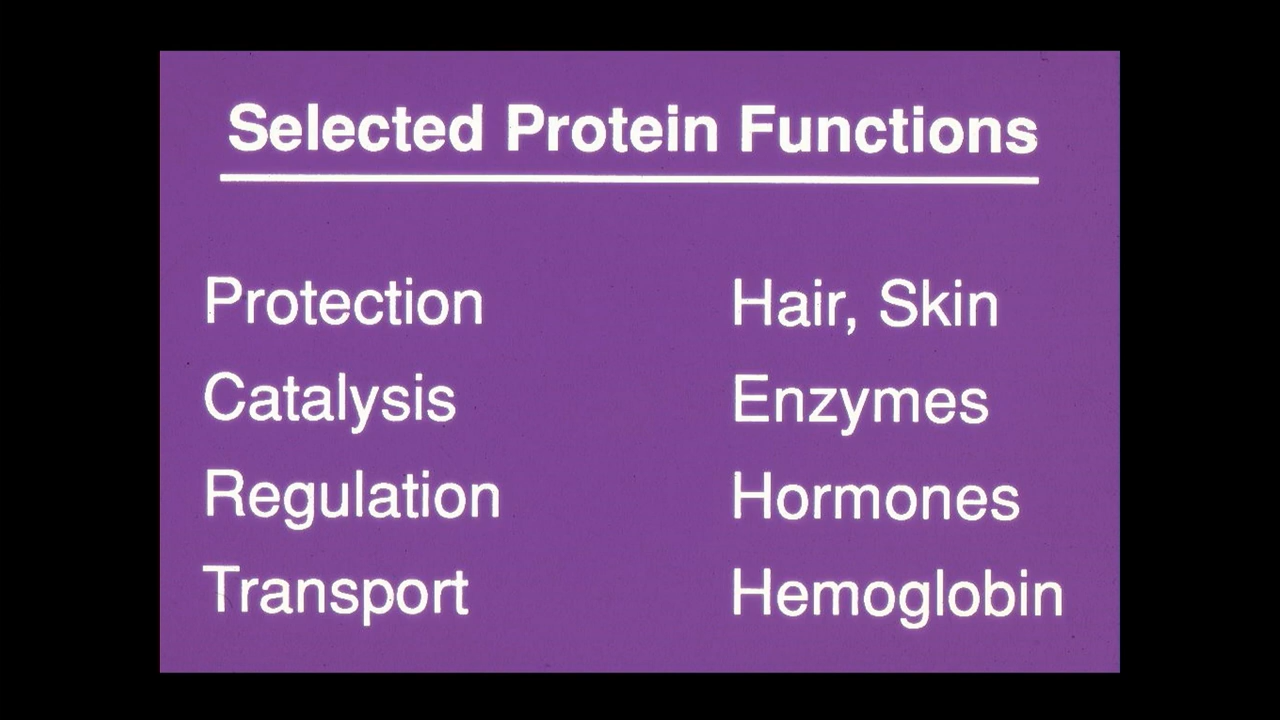 Selected Protein Functions
Protection Hair, Skin
Catalysis Enzymes
Regulation Hormones
Transport Hemoglobin